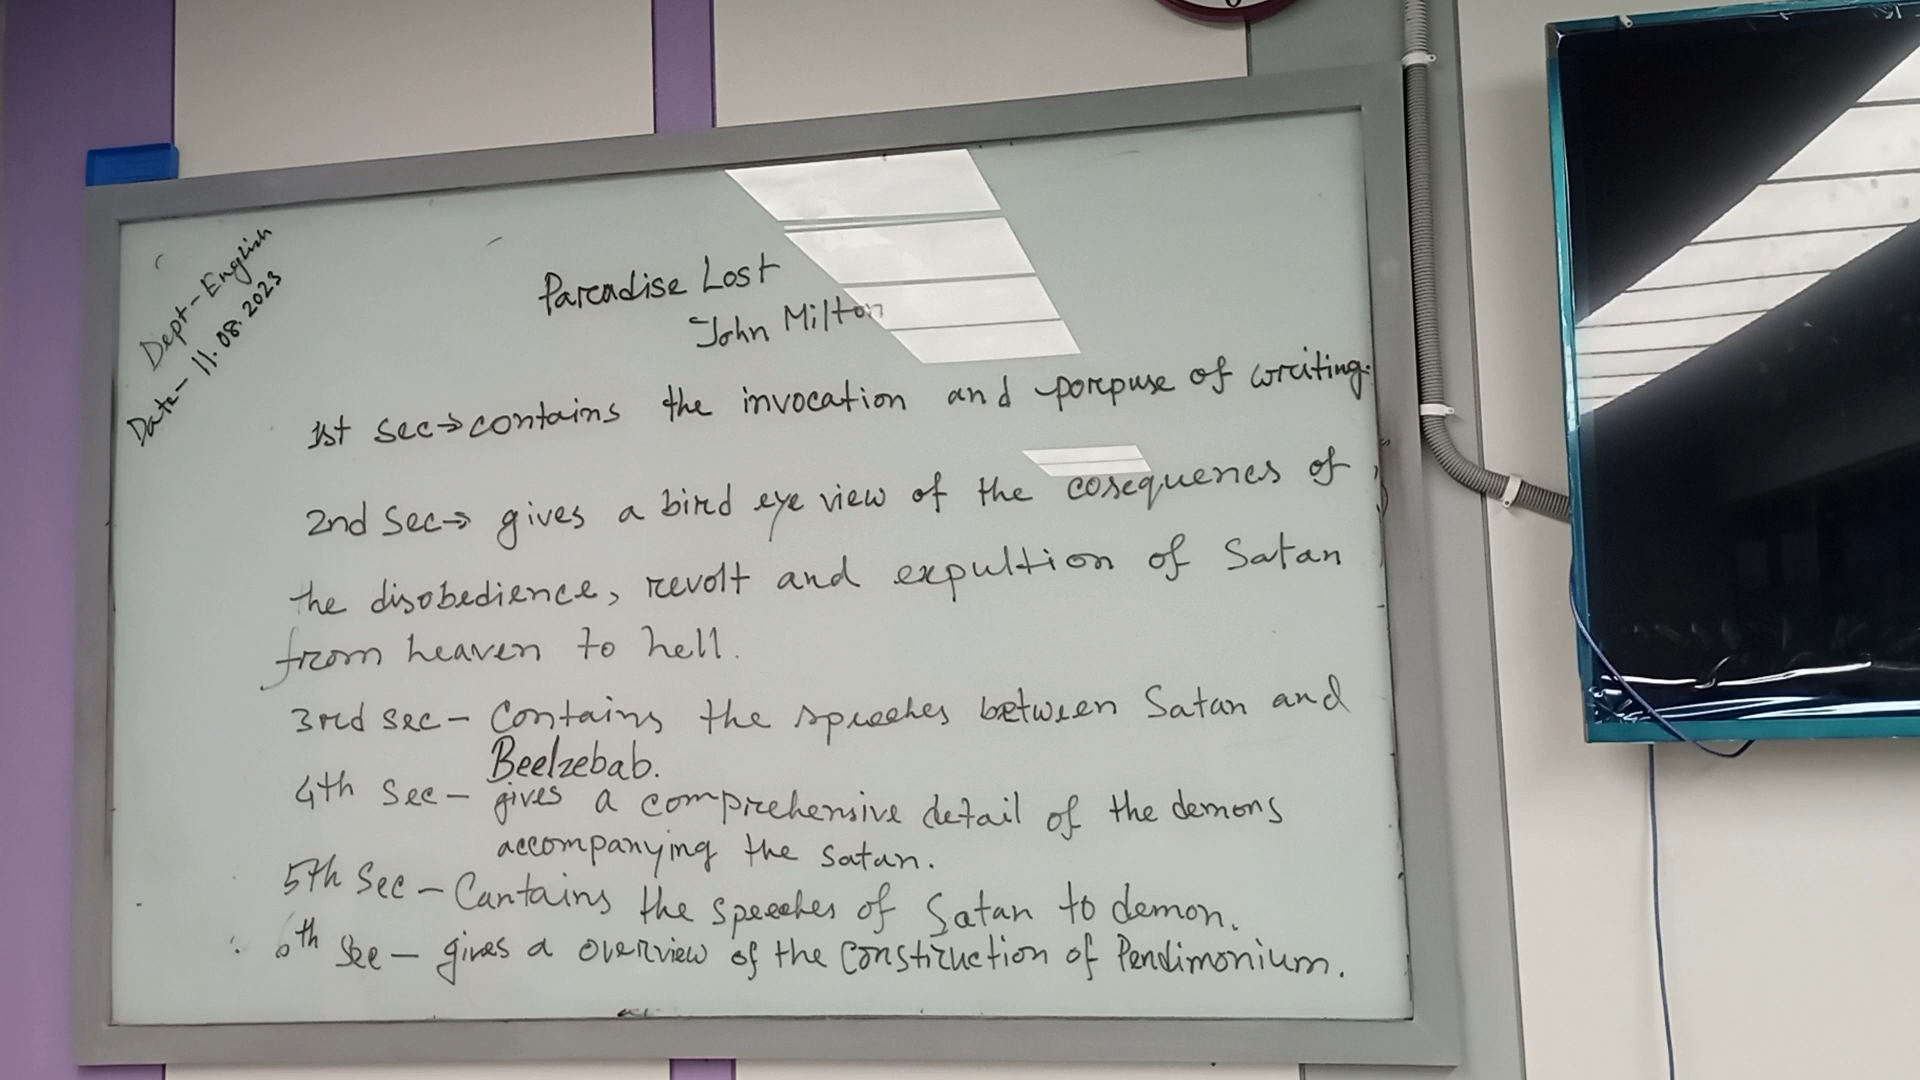 Dept - English
Date - 11.08.2023
Paradise Lost
John Milton
1st sec → contains the invocation and porpuse of writing.
2nd Sec → gives a bird eye view of the cosequencs of
the disobedience, revolt and expultion of Satan
from heaven to hell.
3rd sec - Contains the speeches between Satan and
Beelzebab.
4th Sec - gives a comprehensive detail of the demons
accompanying the satan.
5th Sec - Cantains the speeches of Satan to demon.
6th Sec - gives a overview of the construction of Pendimonium.